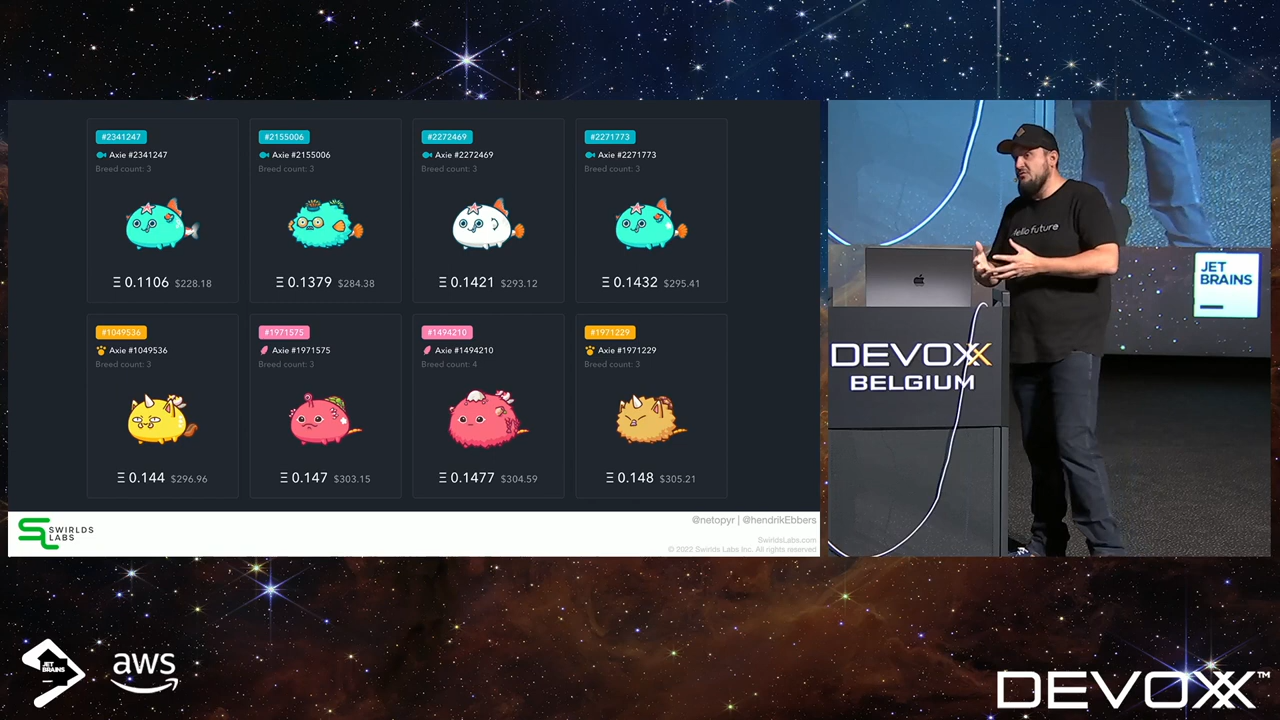 #2341247
Axie #2341247
Breed count: 3
Ξ 0.1106 $228.18
#2155006
Axie #2155006
Breed count: 3
Ξ 0.1379 $284.38
#2272469
Axie #2272469
Breed count: 3
Ξ 0.1421
#2271773
Axie #2271773
Breed count: 3
Ξ 0.1432 $295.41
#1049536
Axie #1049536
Breed count: 3
Ξ 0.144 $296.96
#1971575
Axie #1971575
Breed count: 3
Ξ 0.147 $303.15
#1494210
Axie #1494210
Breed count: 4
Ξ 0.1477 $304.59
#1971229
Axie #1971229
Breed count: 3
Ξ 0.148 $305.21
SWIRLDS
LABS
@netopyr | @hendrikEbbers
SwirldsLabs.com
© 2022 Swirlds Labs Inc. All rights reserved
Hello future
JET
BRAINS
DEVOXX
BELGIUM
JET
BRAINS
aws
DEVOXX™